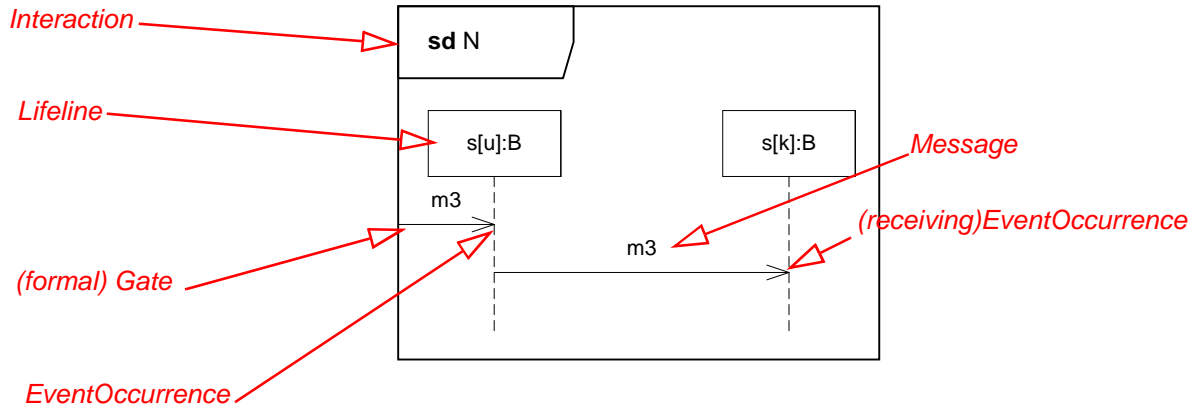 Interaction
sd N
Lifeline
s[u]:B
s[k]:B
Message
m3
(receiving)EventOccurrence
m3
(formal) Gate
EventOccurrence